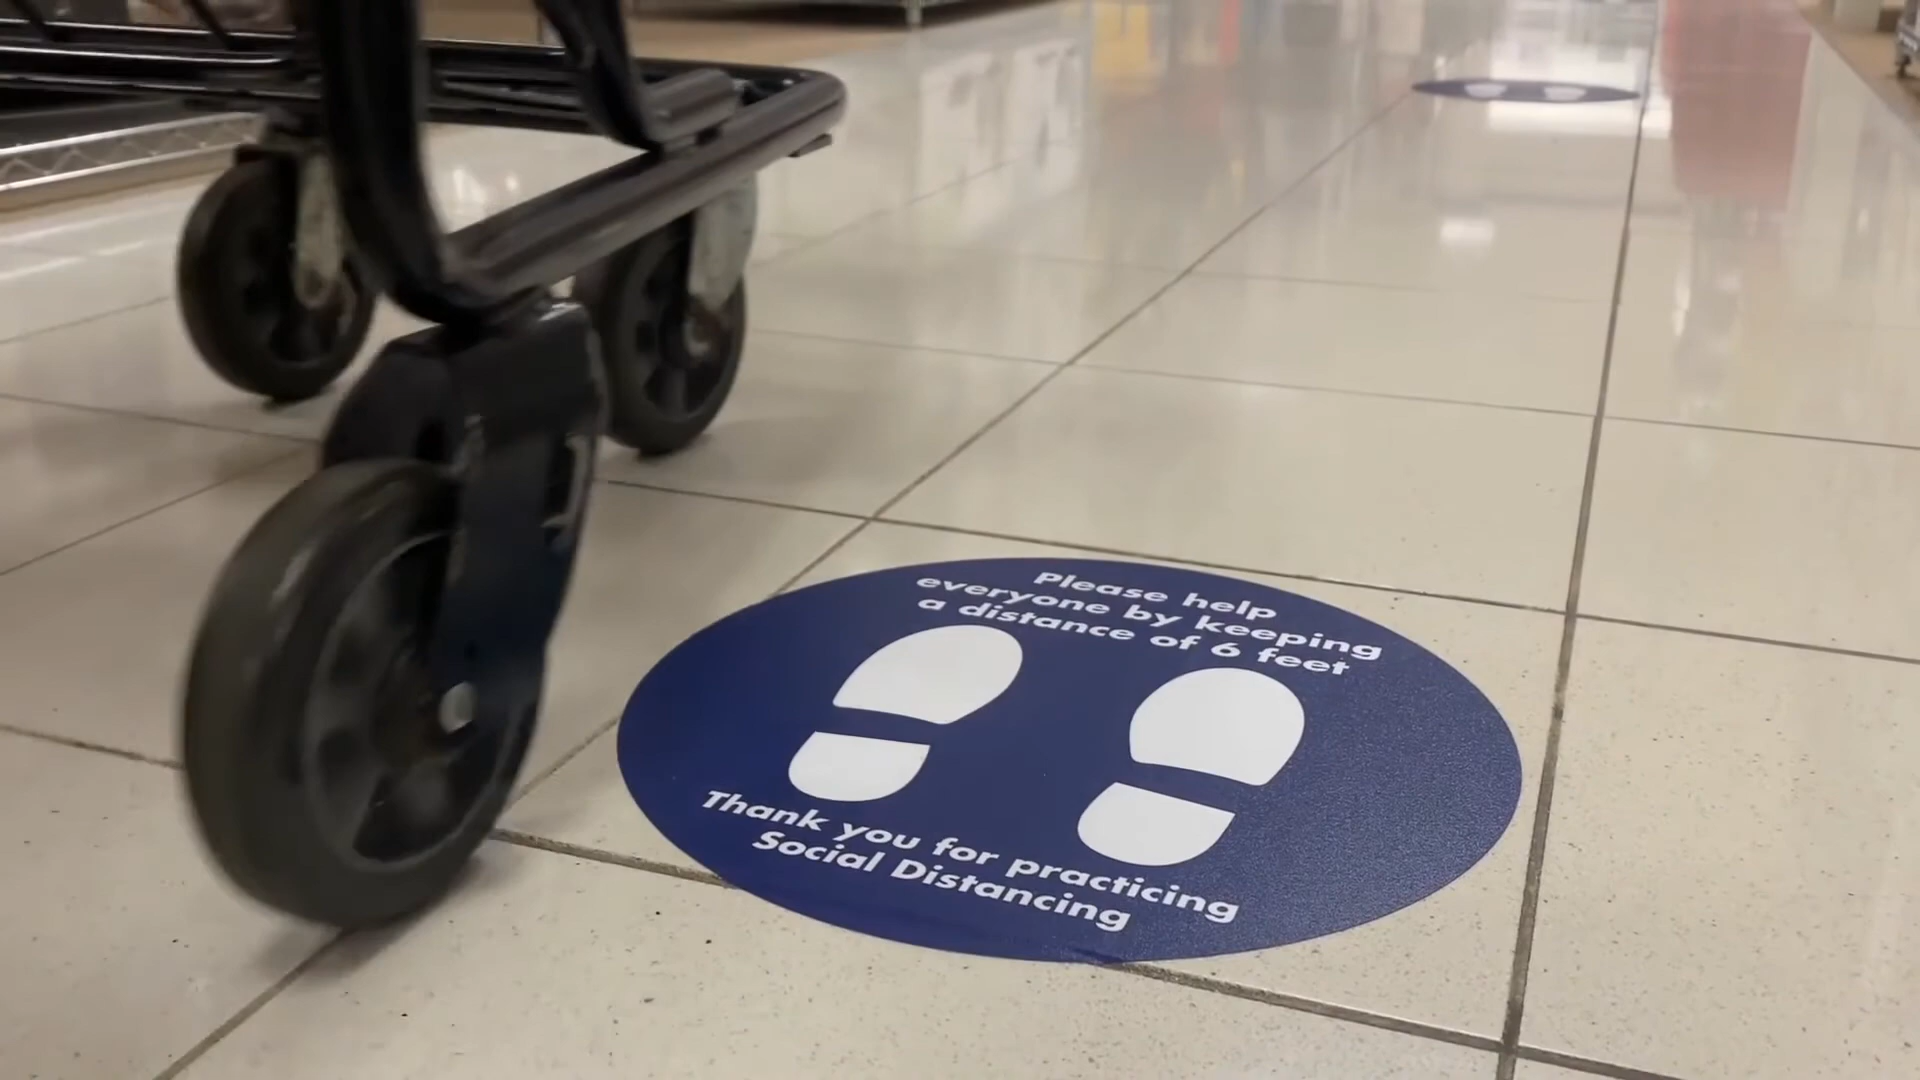 Please help
everyone by keeping
a distance of 6 feet
Thank you for practicing
Social Distancing